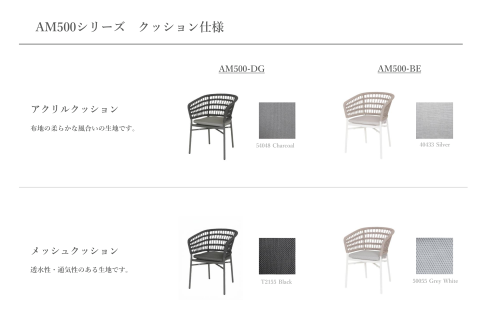 AM500シリーズ　クッション仕様
AM500-DG
AM500-BE
アクリルクッション
布地の柔らかな風合いの生地です。
54048 Charcoal
40433 Silver
メッシュクッション
透水性・通気性のある生地です。
T2355 Black
50033 Grey White